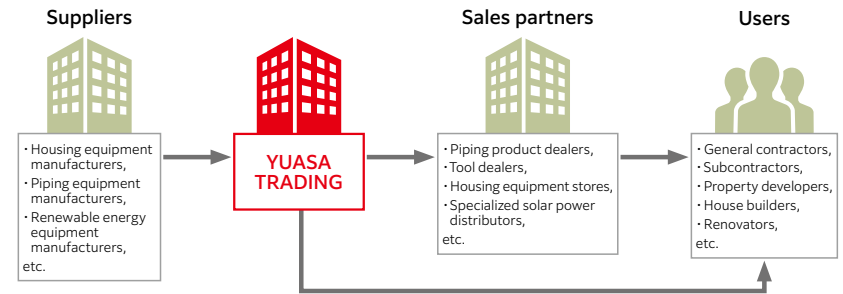 Suppliers
Sales partners
Users
・Housing equipment
manufacturers,
・Piping equipment
manufacturers,
・Renewable energy
equipment
manufacturers,
etc.
YUASA
TRADING
・Piping product dealers,
・Tool dealers,
・Housing equipment stores,
・Specialized solar power
distributors,
etc.
・General contractors,
・Subcontractors,
・Property developers,
・House builders,
・Renovators,
etc.